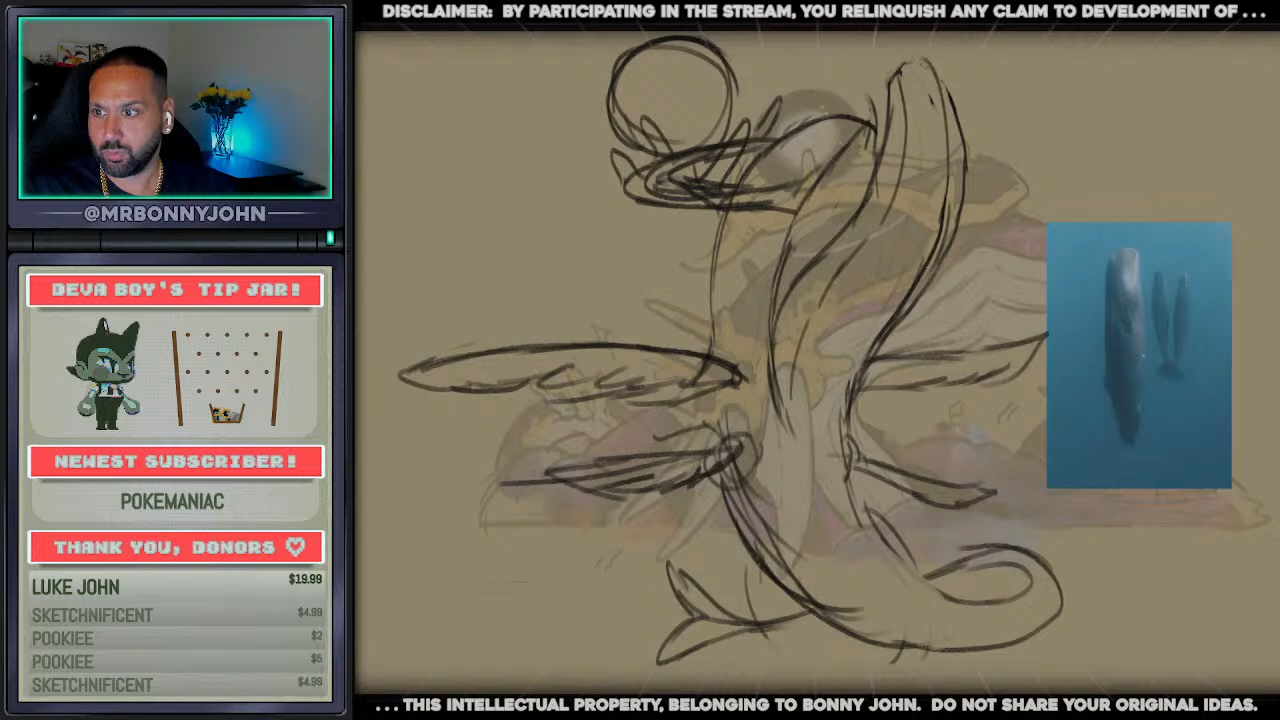 DISCLAIMER: BY PARTICIPATING IN THE STREAM, YOU RELINQUISH ANY CLAIM TO DEVELOPMENT OF . . .
@MRBONNYJOHN
DEVA BOY'S TIP JAR!
NEWEST SUBSCRIBER!
POKEMANIAC
THANK YOU, DONORS ♡
LUKE JOHN $19.99
SKETCHNIFICENT $4.99
POOKIEE $2
POOKIEE $5
SKETCHNIFICENT $4.99
. . . THIS INTELLECTUAL PROPERTY, BELONGING TO BONNY JOHN. DO NOT SHARE YOUR ORIGINAL IDEAS.